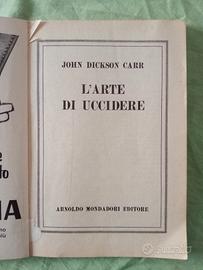 JOHN DICKSON CARR
L'ARTE
DI UCCIDERE
ARNOLDO MONDADORI EDITORE